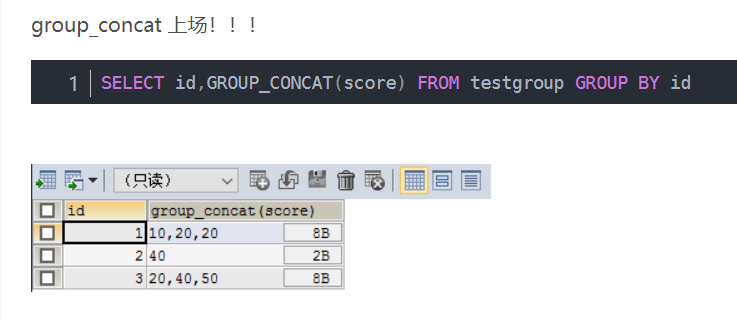 group_concat 上场！！！
1 SELECT id,GROUP_CONCAT(score) FROM testgroup GROUP BY id
（只读）
id group_concat(score)
1 10,20,20 8B
2 40 2B
3 20,40,50 8B